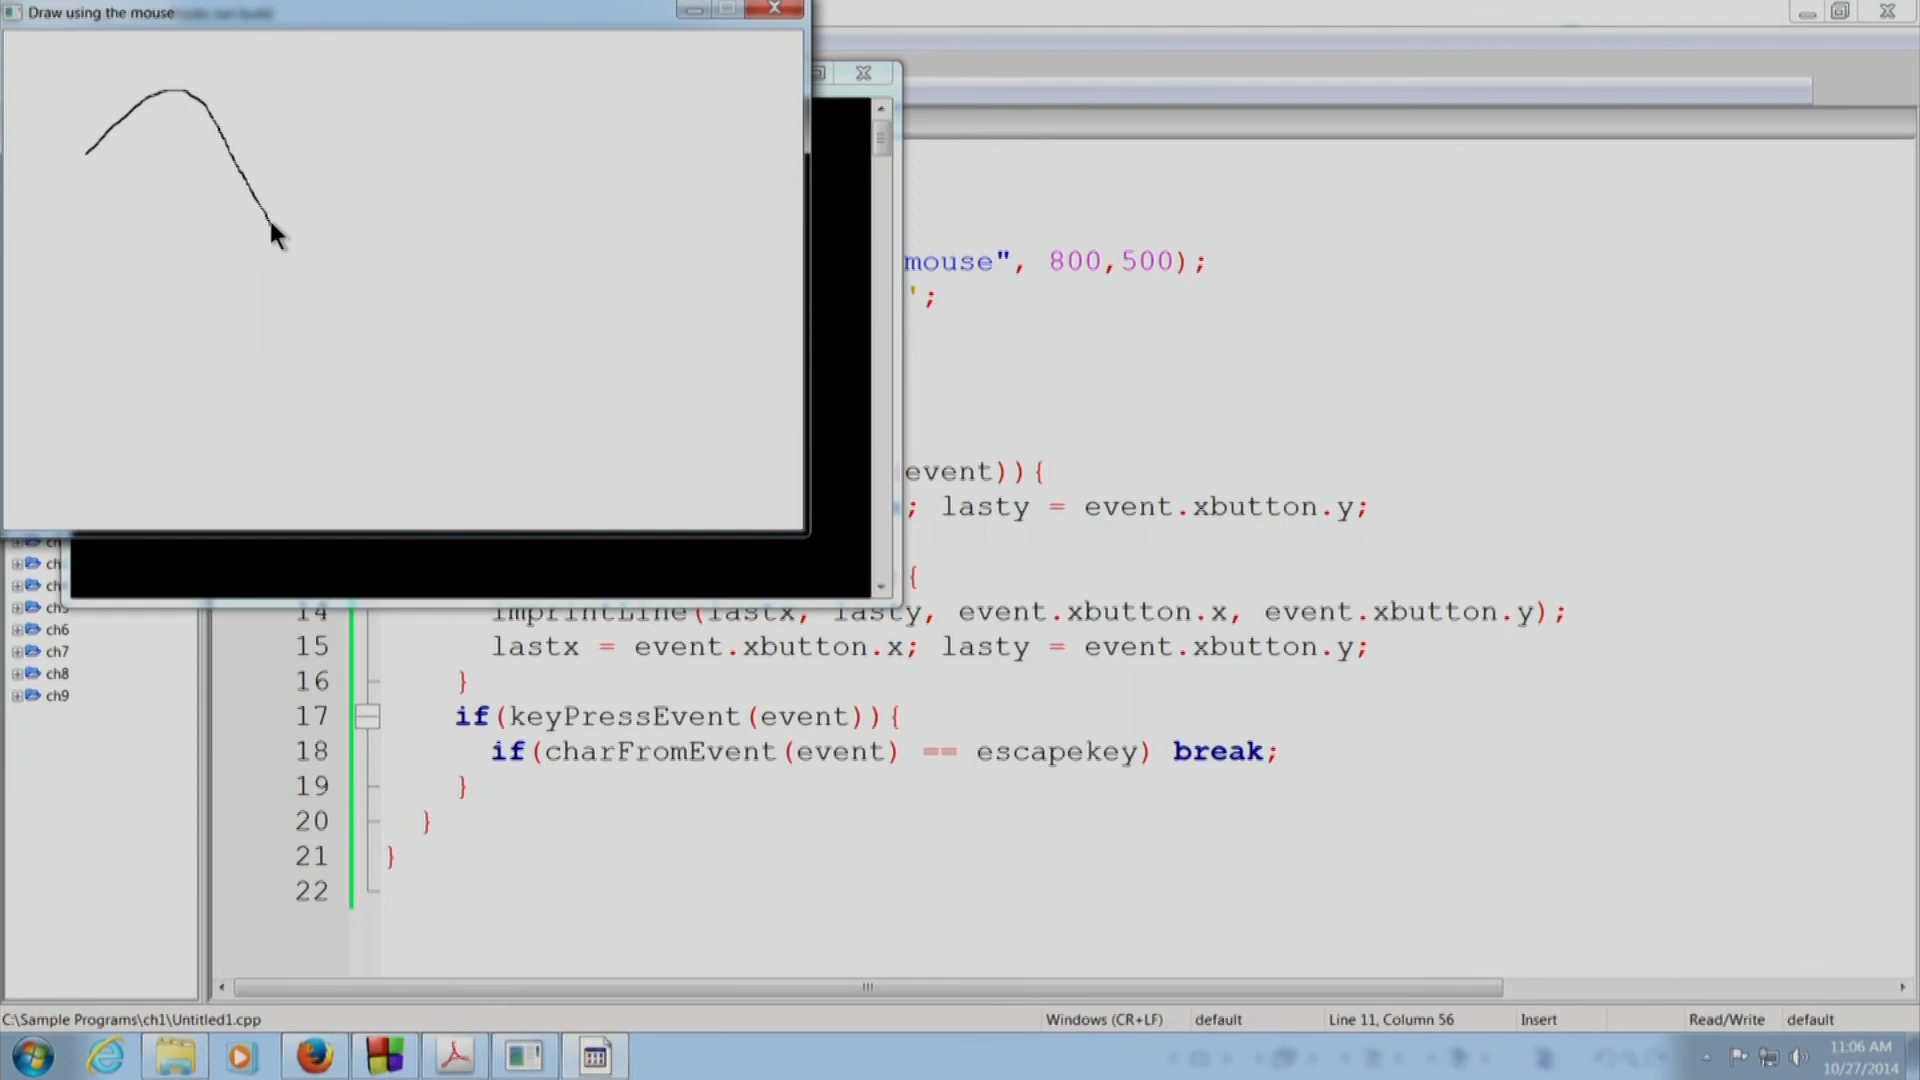 Draw using the mouse
mouse", 800,500);
';
event)){
; lasty = event.xbutton.y;
{
14 imprintLine(lastx, lasty, event.xbutton.x, event.xbutton.y);
15 lastx = event.xbutton.x; lasty = event.xbutton.y;
16 }
17 if(keyPressEvent(event)){
18 if(charFromEvent(event) == escapekey) break;
19 }
20 }
21 }
22
ch5
ch6
ch7
ch8
ch9
C:\Sample Programs\ch1\Untitled1.cpp Windows (CR+LF) default Line 11, Column 56 Insert Read/Write default
11:06 AM
10/27/2014